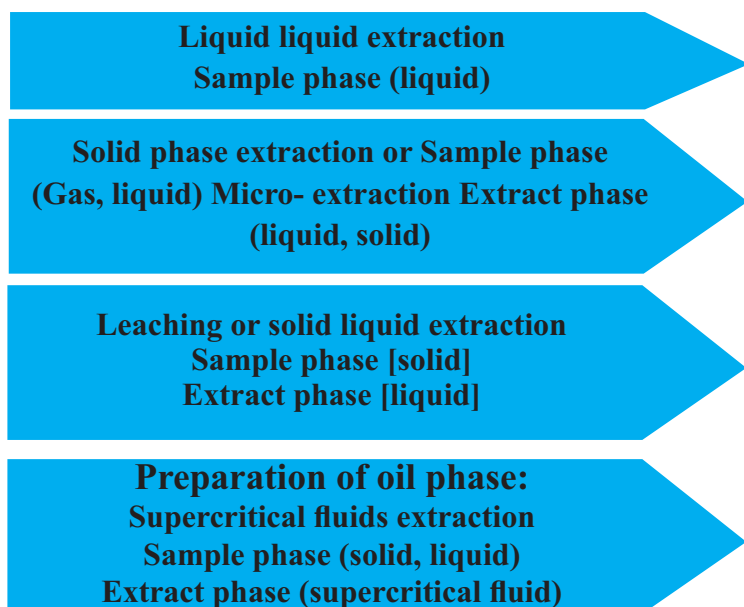 Liquid liquid extraction
Sample phase (liquid)
Solid phase extraction or Sample phase
(Gas, liquid) Micro- extraction Extract phase
(liquid, solid)
Leaching or solid liquid extraction
Sample phase [solid]
Extract phase [liquid]
Preparation of oil phase:
Supercritical fluids extraction
Sample phase (solid, liquid)
Extract phase (supercritical fluid)